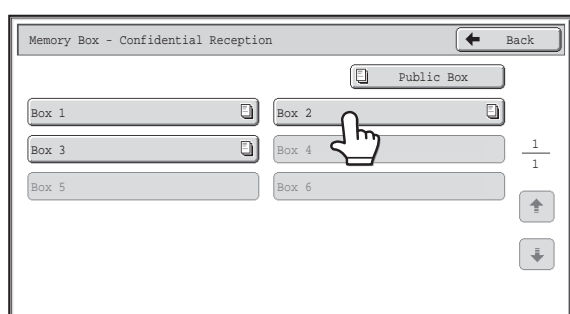 Memory Box - Confidential Reception
Back
Public Box
Box 1
Box 2
Box 3
Box 4
1
1
Box 5
Box 6